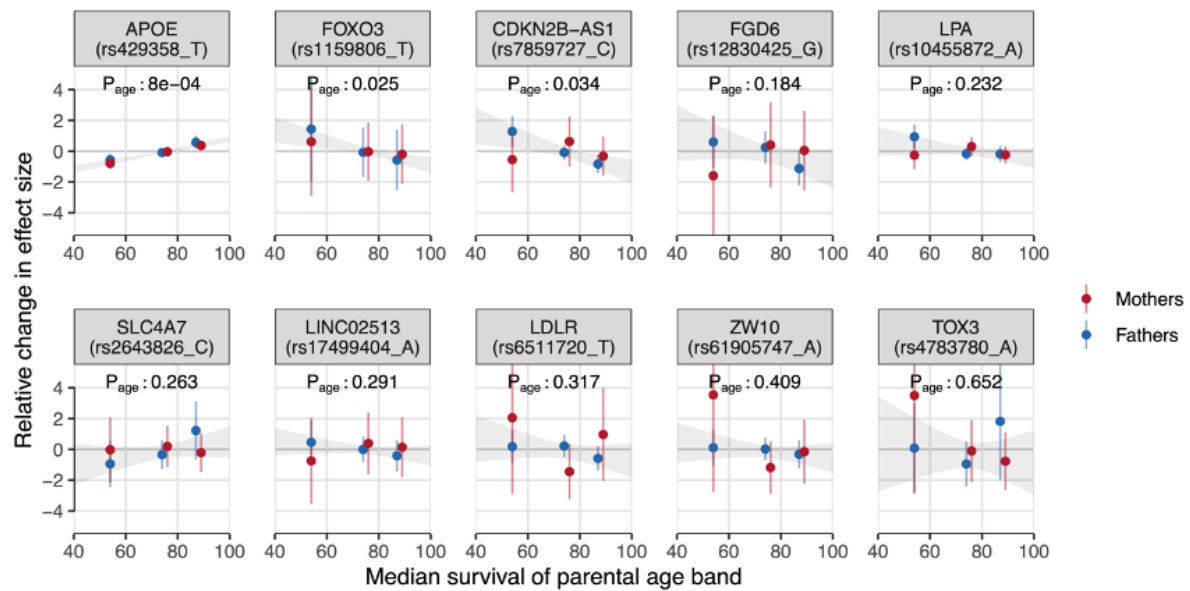 APOE
(rs429358_T)
FOXO3
(rs1159806_T)
CDKN2B−AS1
(rs7859727_C)
FGD6
(rs12830425_G)
LPA
(rs10455872_A)
Page : 8e−04
Page : 0.025
Page : 0.034
Page : 0.184
Page : 0.232
4
2
0
−2
−4
40 60 80 100
40 60 80 100
40 60 80 100
40 60 80 100
40 60 80 100
SLC4A7
(rs2643826_C)
LINC02513
(rs17499404_A)
LDLR
(rs6511720_T)
ZW10
(rs61905747_A)
TOX3
(rs4783780_A)
Page : 0.263
Page : 0.291
Page : 0.317
Page : 0.409
Page : 0.652
4
2
0
−2
−4
40 60 80 100
40 60 80 100
40 60 80 100
40 60 80 100
40 60 80 100
Relative change in effect size
Median survival of parental age band
Mothers
Fathers